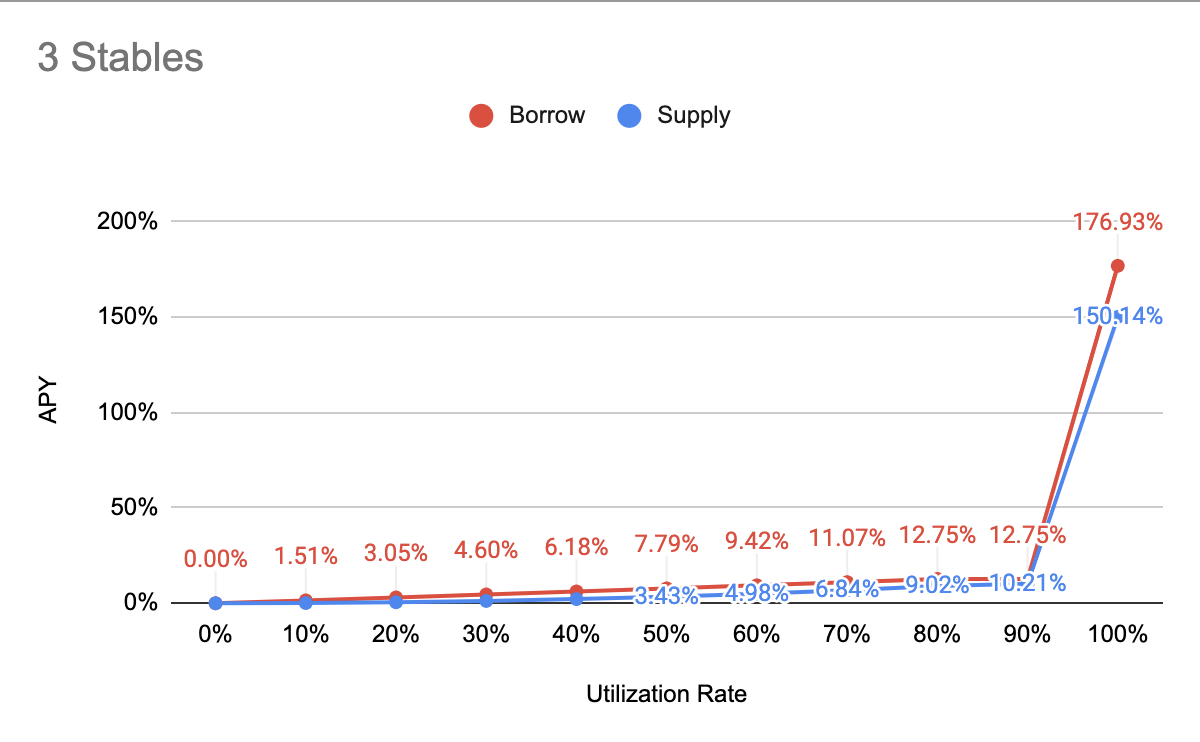 3 Stables
Borrow Supply
200%
176.93%
150%
150.14%
APY
100%
50%
0.00% 1.51% 3.05% 4.60% 6.18% 7.79% 9.42% 11.07% 12.75% 12.75%
3.43% 4.98% 6.84% 9.02% 10.21%
0%
0% 10% 20% 30% 40% 50% 60% 70% 80% 90% 100%
Utilization Rate